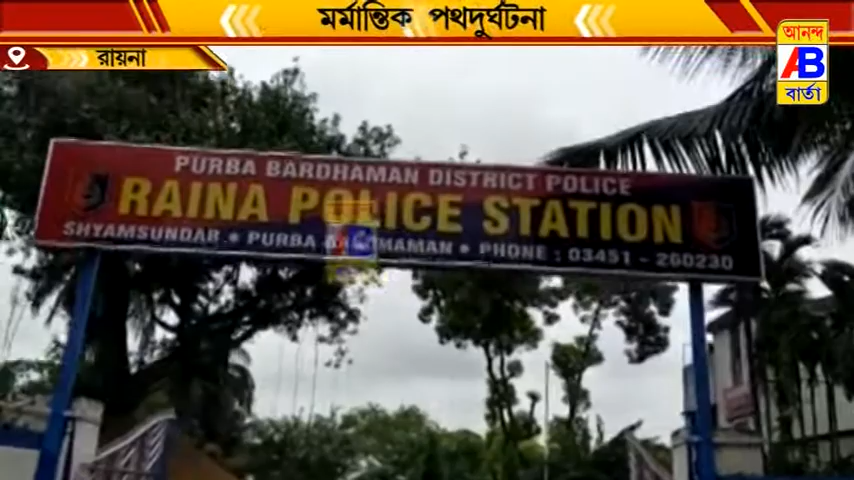 মর্মান্তিক পথদুর্ঘটনা
আনন্দ
AB
বার্তা
রায়না
PURBA BARDHAMAN DISTRICT POLICE
RAINA POLICE STATION
SHYAMSUNDAR * PURBA BARDHAMAN * PHONE : 03451 - 260230